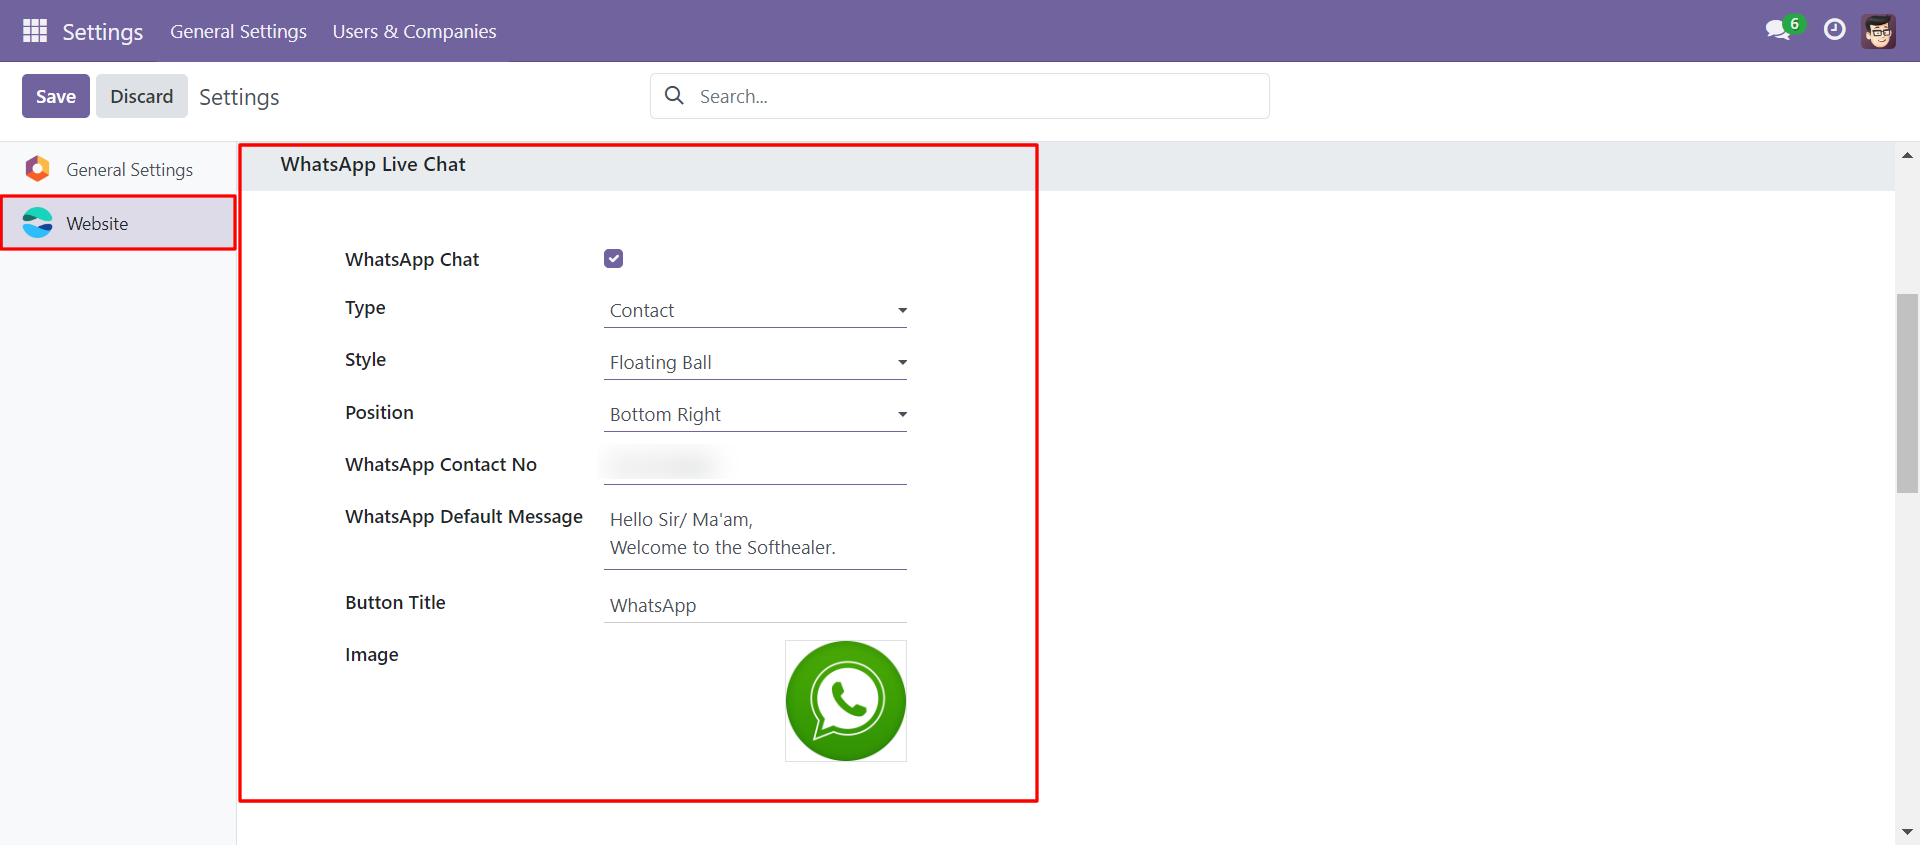 Settings General Settings Users & Companies 6
Save Discard Settings Search...
General Settings
Website
WhatsApp Live Chat
WhatsApp Chat
Type Contact
Style Floating Ball
Position Bottom Right
WhatsApp Contact No
WhatsApp Default Message Hello Sir/ Ma'am,
Welcome to the Softhealer.
Button Title WhatsApp
Image